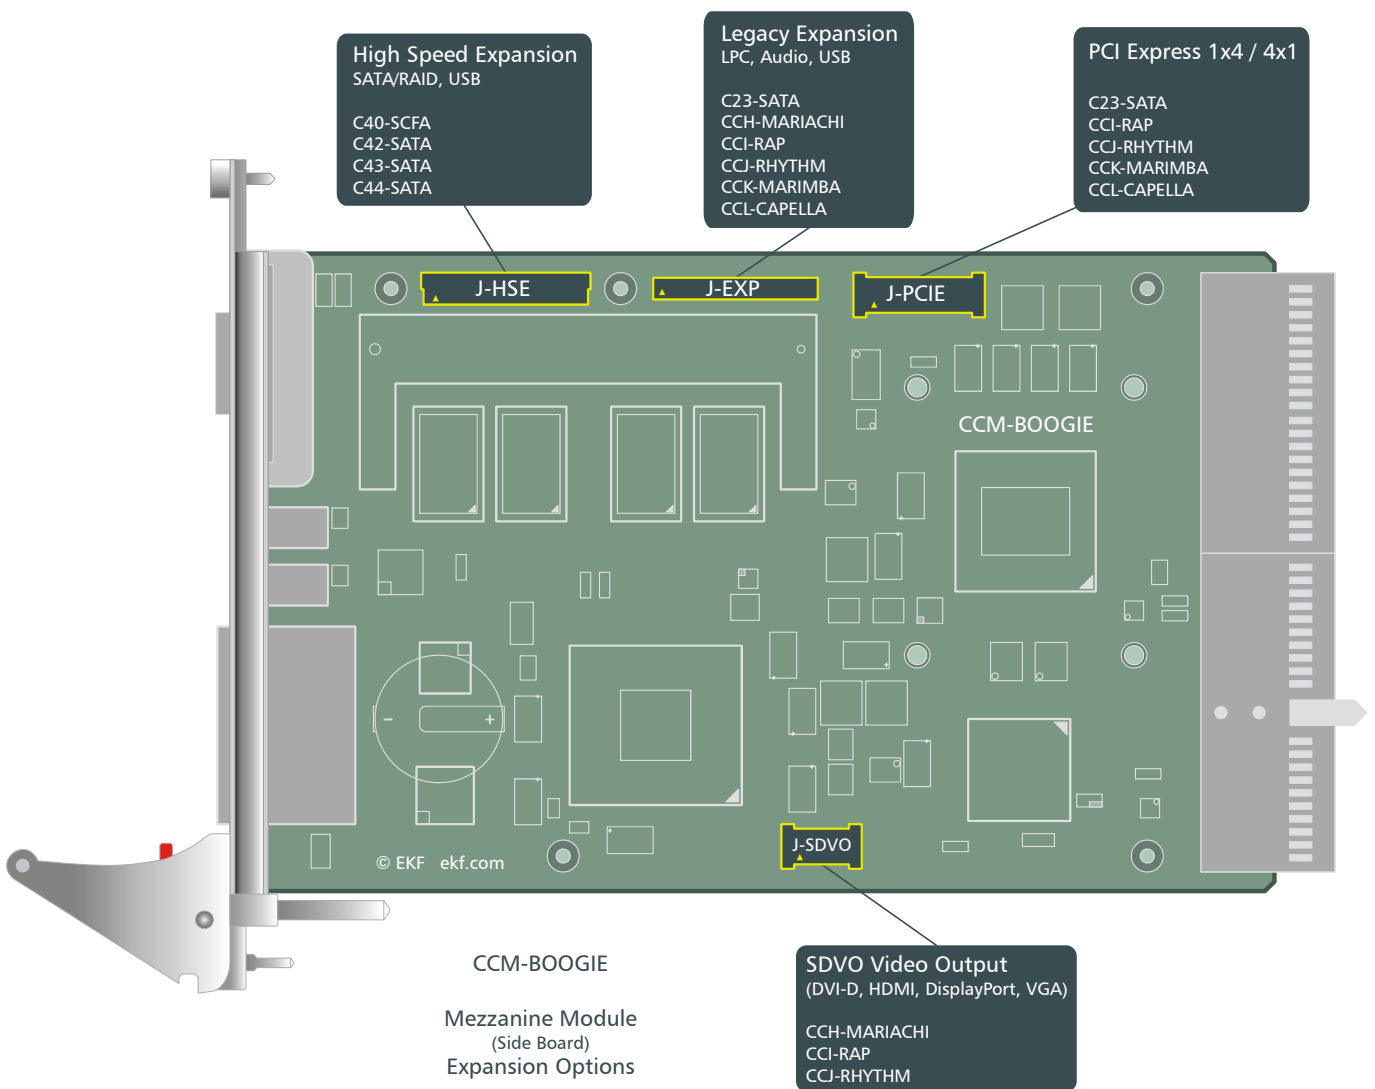 High Speed Expansion
SATA/RAID, USB
C40-SCFA
C42-SATA
C43-SATA
C44-SATA
Legacy Expansion
LPC, Audio, USB
C23-SATA
CCH-MARIACHI
CCI-RAP
CCJ-RHYTHM
CCK-MARIMBA
CCL-CAPELLA
PCI Express 1x4 / 4x1
C23-SATA
CCI-RAP
CCJ-RHYTHM
CCK-MARIMBA
CCL-CAPELLA
J-HSE
J-EXP
J-PCIE
CCM-BOOGIE
- +
J-SDVO
© EKF ekf.com
CCM-BOOGIE
Mezzanine Module
(Side Board)
Expansion Options
SDVO Video Output
(DVI-D, HDMI, DisplayPort, VGA)
CCH-MARIACHI
CCI-RAP
CCJ-RHYTHM